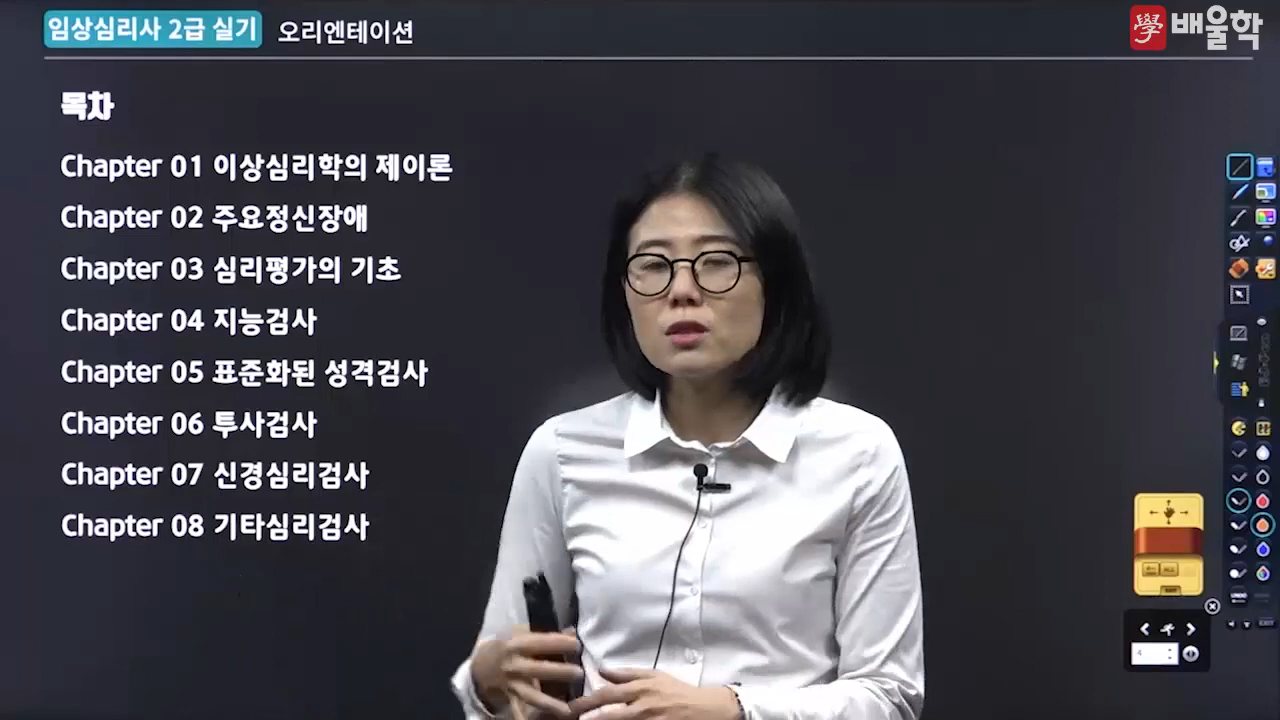 임상심리사 2급 실기 오리엔테이션
學 배울학
목차
Chapter 01 이상심리학의 제이론
Chapter 02 주요정신장애
Chapter 03 심리평가의 기초
Chapter 04 지능검사
Chapter 05 표준화된 성격검사
Chapter 06 투사검사
Chapter 07 신경심리검사
Chapter 08 기타심리검사
ALL
UNDO
EXIT
4